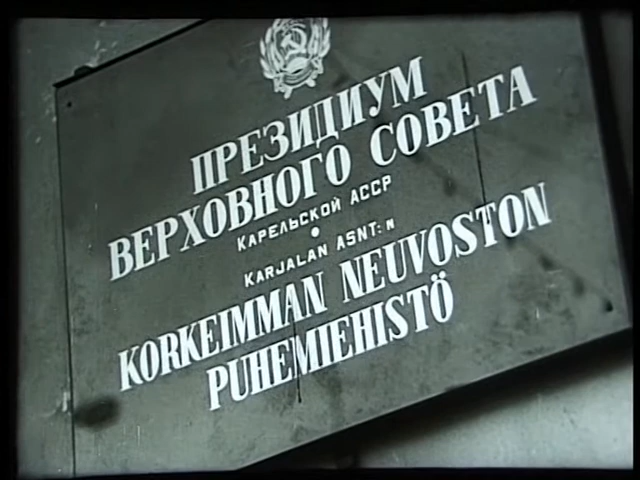 ПРЕЗИДИУМ
ВЕРХОВНОГО СОВЕТА
КАРЕЛЬСКОЙ АССР
•
KARJALAN ASNT:N
KORKEIMMAN NEUVOSTON
PUHEMIEHISTÖ